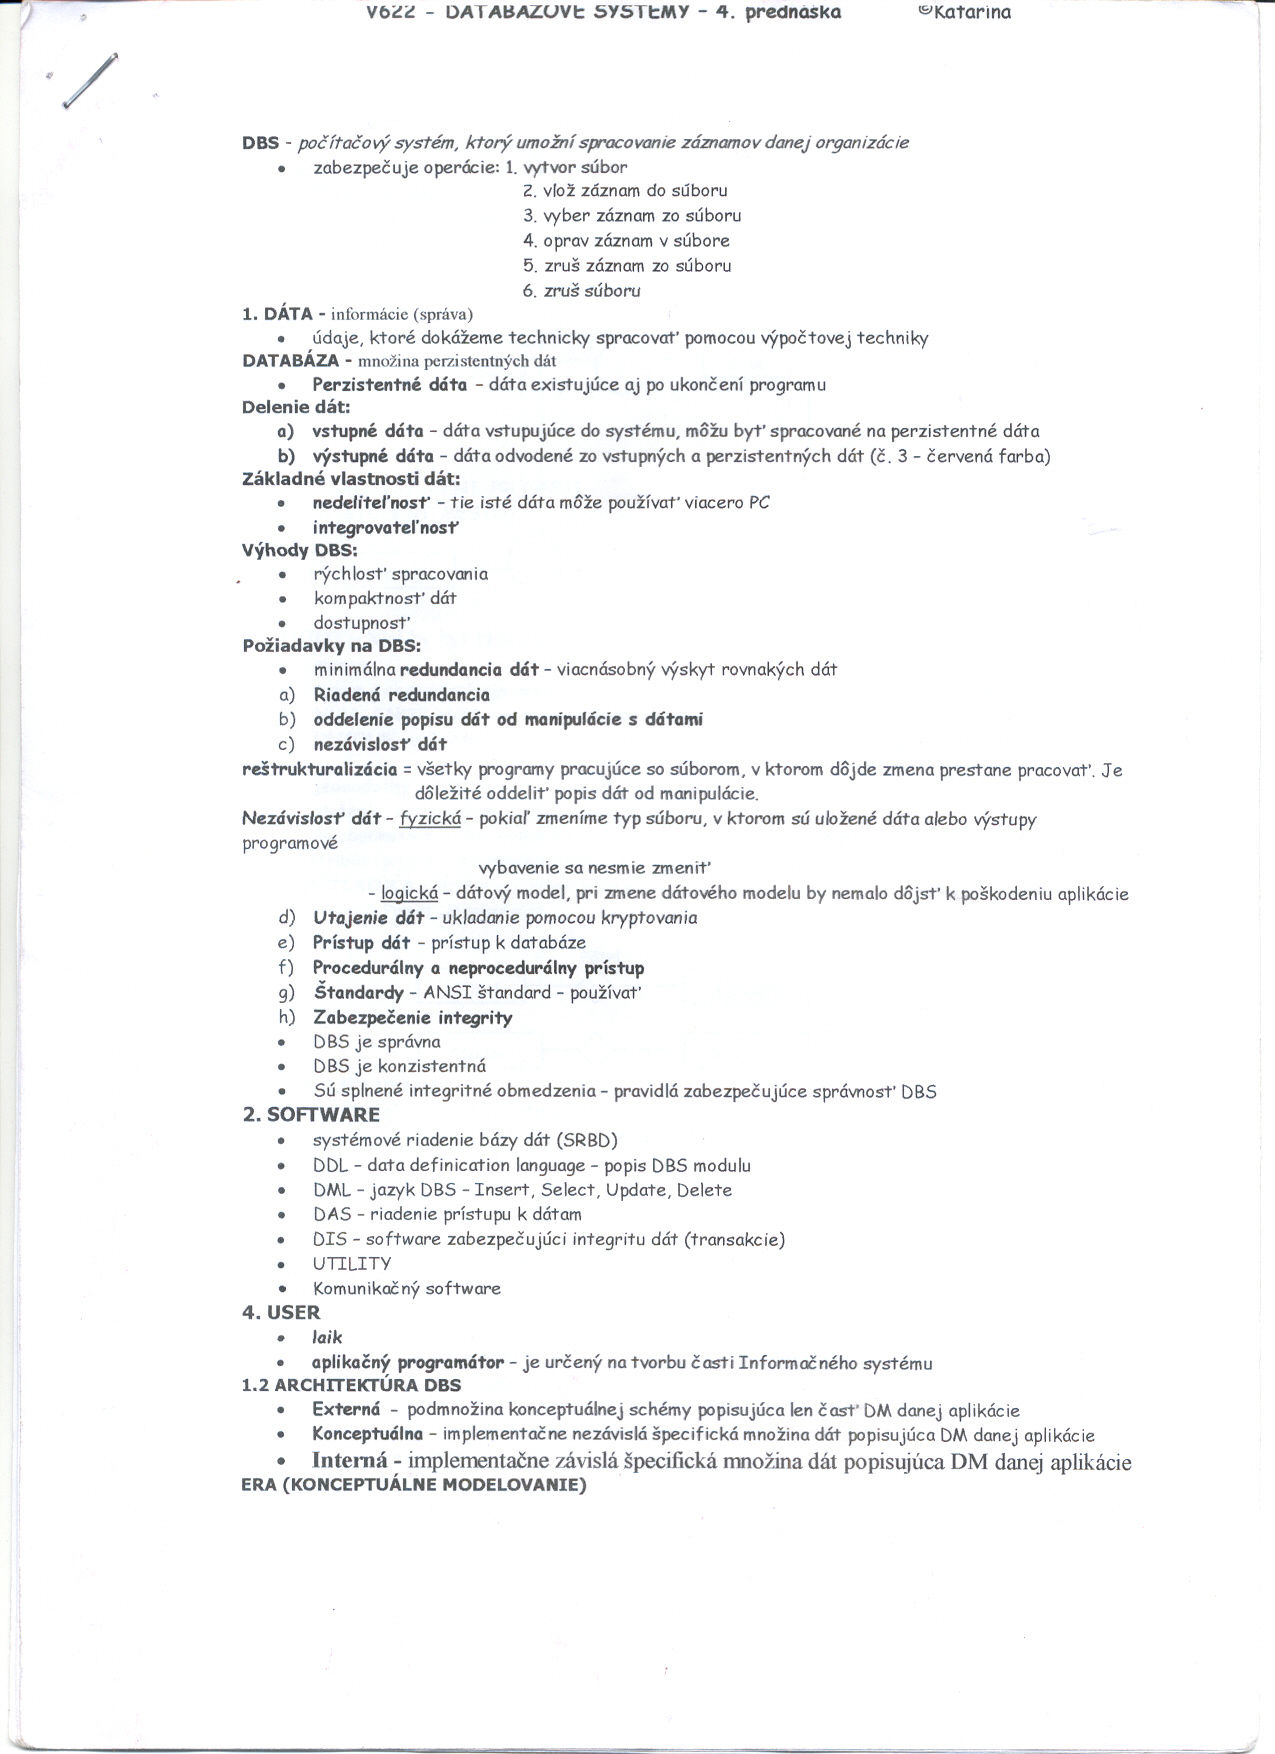 V622 - DATABÁZOVÉ SYSTÉMY - 4. prednáška ©Katarína
DBS - počítačový systém, ktorý umožní spracovanie záznamov danej organizácie
• zabezpečuje operácie: 1. vytvor súbor
2. vlož záznam do súboru
3. vyber záznam zo súboru
4. oprav záznam v súbore
5. zruš záznam zo súboru
6. zruš súboru
1. DÁTA - informácie (správa)
• údaje, ktoré dokážeme technicky spracovať pomocou výpočtovej techniky
DATABÁZA - množina perzistentných dát
• Perzistentné dáta - dáta existujúce aj po ukončení programu
Delenie dát:
a) vstupné dáta - dáta vstupujúce do systému, môžu byť spracované na perzistentné dáta
b) výstupné dáta - dáta odvodené zo vstupných a perzistentných dát (č. 3 - červená farba)
Základné vlastnosti dát:
• nedeliteľnosť - tie isté dáta môže používať viacero PC
• integrovateľnosť
Výhody DBS:
• rýchlosť spracovania
• kompaktnosť dát
• dostupnosť
Požiadavky na DBS:
• minimálna redundancia dát - viacnásobný výskyt rovnakých dát
a) Riadená redundancia
b) oddelenie popisu dát od manipulácie s dátami
c) nezávislosť dát
reštrukturalizácia = všetky programy pracujúce so súborom, v ktorom dôjde zmena prestane pracovať. Je
dôležité oddeliť popis dát od manipulácie.
Nezávislosť dát - fyzická - pokiaľ zmeníme typ súboru, v ktorom sú uložené dáta alebo výstupy
programové
vybavenie sa nesmie zmeniť
- logická - dátový model, pri zmene dátového modelu by nemalo dôjsť k poškodeniu aplikácie
d) Utajenie dát - ukladanie pomocou kryptovania
e) Prístup dát - prístup k databáze
f) Procedurálny a neprocedurálny prístup
g) Štandardy - ANSI štandard - používať
h) Zabezpečenie integrity
• DBS je správna
• DBS je konzistentná
• Sú splnené integritné obmedzenia - pravidlá zabezpečujúce správnosť DBS
2. SOFTWARE
• systémové riadenie bázy dát (SRBD)
• DDL - data definication language - popis DBS modulu
• DML - jazyk DBS - Insert, Select, Update, Delete
• DAS - riadenie prístupu k dátam
• DIS - software zabezpečujúci integritu dát (transakcie)
• UTILITY
• Komunikačný software
4. USER
• laik
• aplikačný programátor - je určený na tvorbu časti Informačného systému
1.2 ARCHITEKTÚRA DBS
• Externá - podmnožina konceptuálnej schémy popisujúca len časť DM danej aplikácie
• Konceptuálna - implementačne nezávislá špecifická množina dát popisujúca DM danej aplikácie
• Interná - implementačne závislá špecifická množina dát popisujúca DM danej aplikácie
ERA (KONCEPTUÁLNE MODELOVANIE)